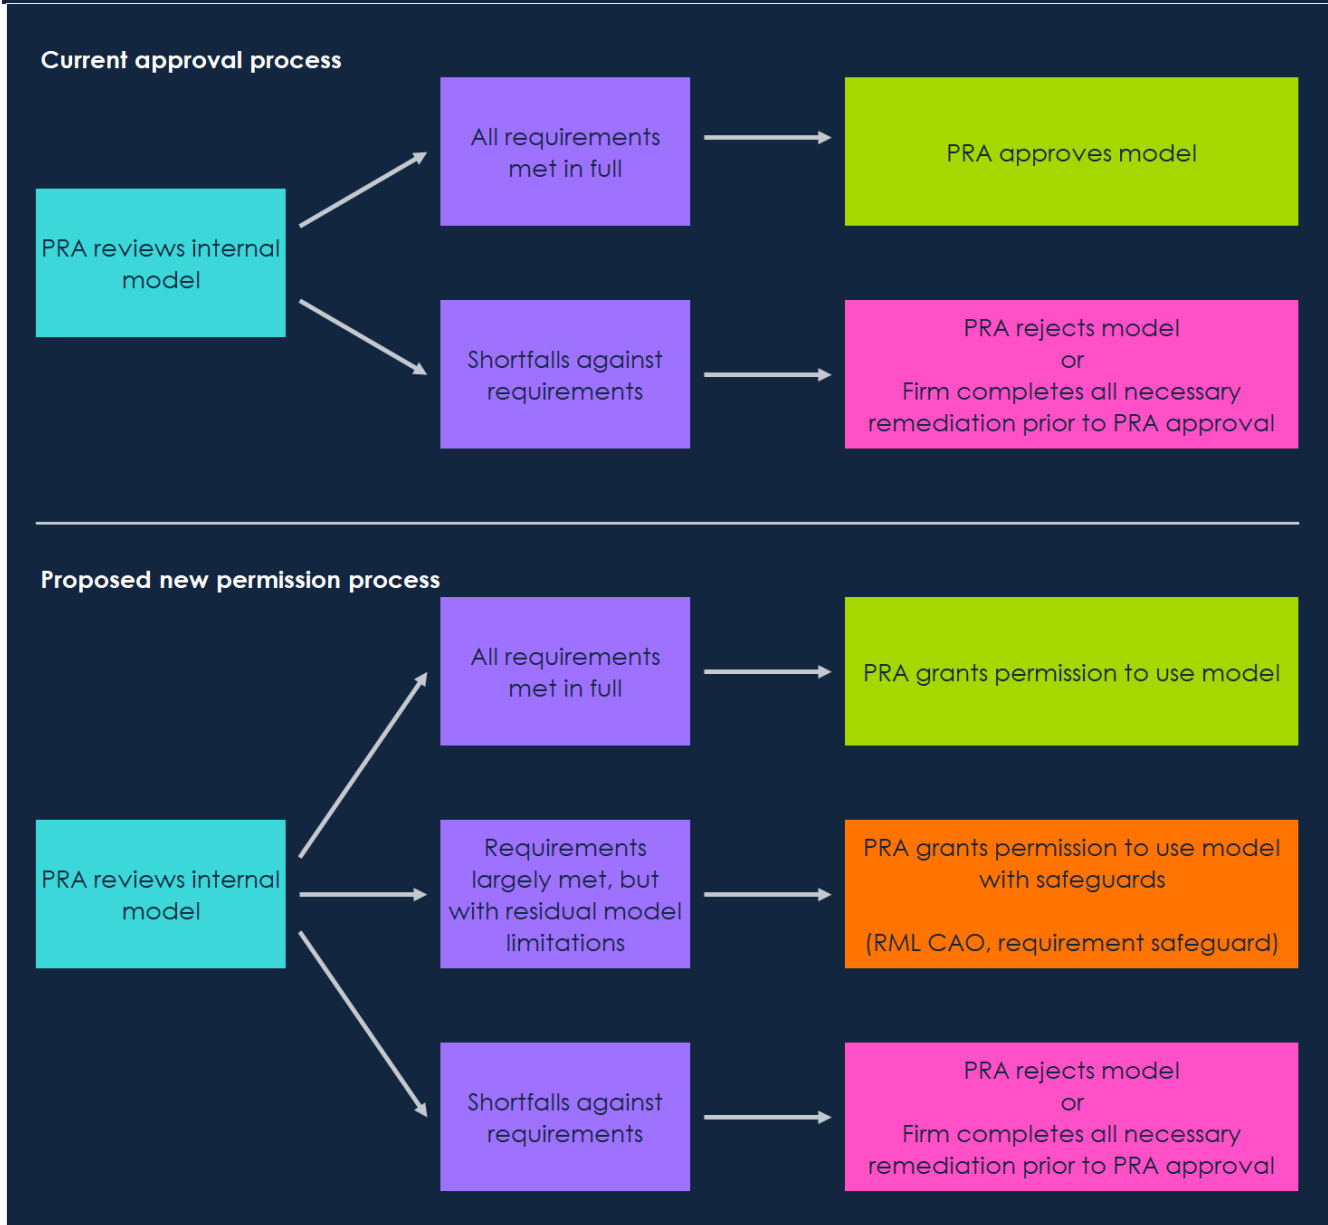 Current approval process
All requirements
met in full
PRA approves model
PRA reviews internal
model
Shortfalls against
requirements
PRA rejects model
or
Firm completes all necessary
remediation prior to PRA approval
Proposed new permission process
All requirements
met in full
PRA grants permission to use model
PRA reviews internal
model
Requirements
largely met, but
with residual model
limitations
PRA grants permission to use model
with safeguards
(RML CAO, requirement safeguard)
Shortfalls against
requirements
PRA rejects model
or
Firm completes all necessary
remediation prior to PRA approval